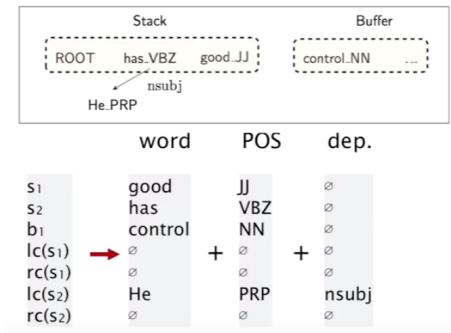 Stack Buffer
ROOT has_VBZ good_JJ control_NN ...
nsubj
He_PRP
word POS dep.
s1 good JJ ∅
s2 has VBZ ∅
b1 control NN ∅
lc(s1) ∅ + ∅ + ∅
rc(s1) ∅ ∅ ∅
lc(s2) He PRP nsubj
rc(s2) ∅ ∅ ∅